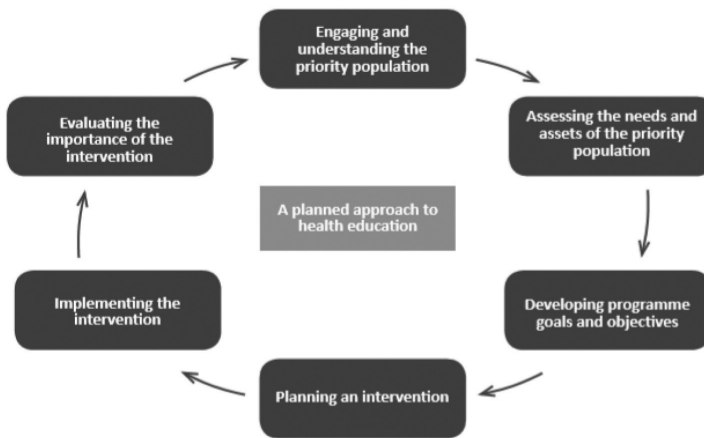 Engaging and
understanding the
priority population
Assessing the needs and
assets of the priority
population
Developing programme
goals and objectives
Planning an intervention
Implementing the
intervention
Evaluating the
importance of the
intervention
A planned approach to
health education